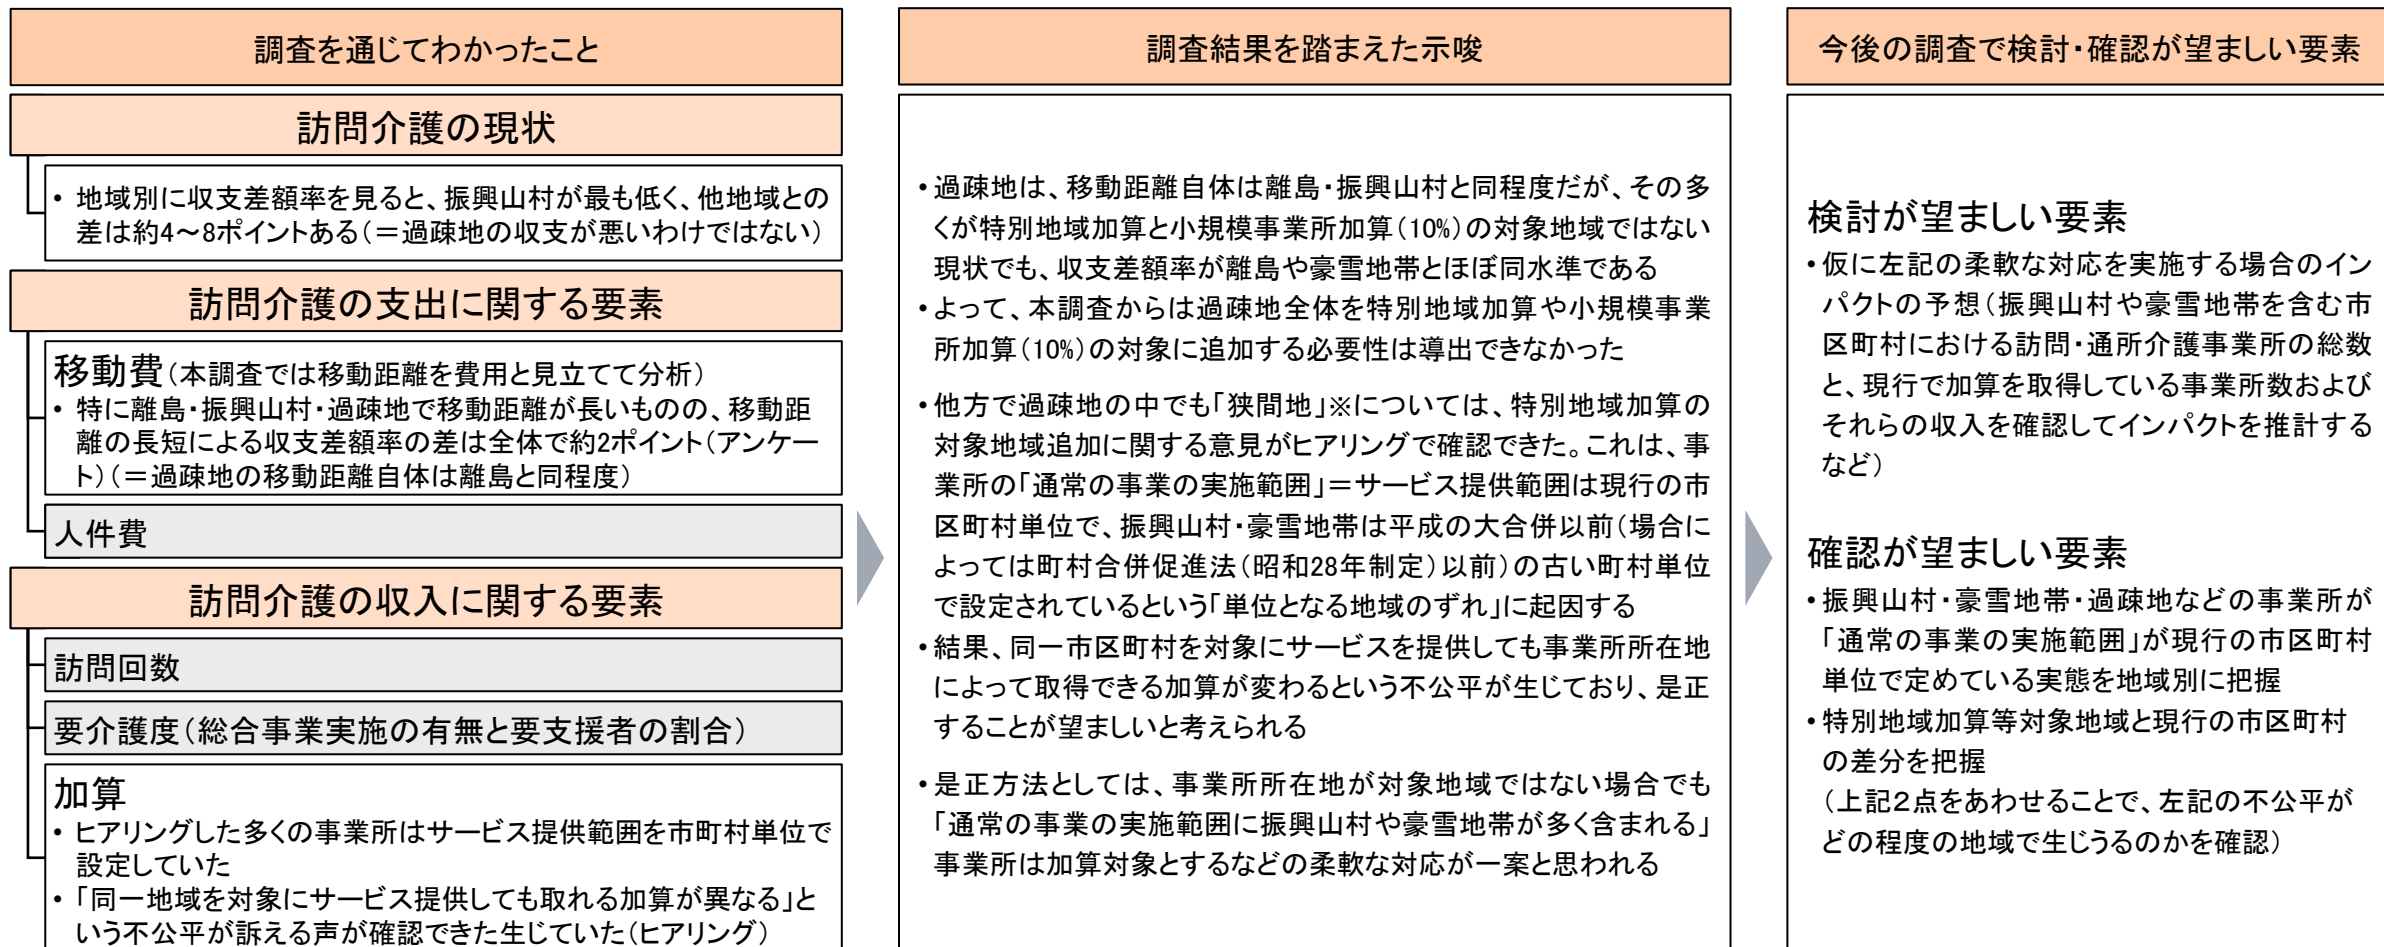 調査を通じてわかったこと
訪問介護の現状
• 地域別に収支差額率を見ると、振興山村が最も低く、他地域との
差は約4～8ポイントある(＝過疎地の収支が悪いわけではない)
訪問介護の支出に関する要素
移動費(本調査では移動距離を費用と見立てて分析)
• 特に離島・振興山村・過疎地で移動距離が長いものの、移動距
離の長短による収支差額率の差は全体で約2ポイント(アンケー
ト)(＝過疎地の移動距離自体は離島と同程度)
人件費
訪問介護の収入に関する要素
訪問回数
要介護度(総合事業実施の有無と要支援者の割合)
加算
• ヒアリングした多くの事業所はサービス提供範囲を市町村単位で
設定していた
• 「同一地域を対象にサービス提供しても取れる加算が異なる」と
いう不公平が訴える声が確認できた生じていた(ヒアリング)
調査結果を踏まえた示唆
• 過疎地は、移動距離自体は離島・振興山村と同程度だが、その多
くが特別地域加算と小規模事業所加算(10%)の対象地域ではない
現状でも、収支差額率が離島や豪雪地帯とほぼ同水準である
• よって、本調査からは過疎地全体を特別地域加算や小規模事業
所加算(10%)の対象に追加する必要性は導出できなかった
• 他方で過疎地の中でも「狭間地」※については、特別地域加算の
対象地域追加に関する意見がヒアリングで確認できた。これは、事
業所の「通常の事業の実施範囲」＝サービス提供範囲は現行の市
区町村単位で、振興山村・豪雪地帯は平成の大合併以前(場合に
よっては町村合併促進法(昭和28年制定)以前)の古い町村単位
で設定されているという「単位となる地域のずれ」に起因する
• 結果、同一市区町村を対象にサービスを提供しても事業所所在地
によって取得できる加算が変わるという不公平が生じており、是正
することが望ましいと考えられる
• 是正方法としては、事業所所在地が対象地域ではない場合でも
「通常の事業の実施範囲に振興山村や豪雪地帯が多く含まれる」
事業所は加算対象とするなどの柔軟な対応が一案と思われる
今後の調査で検討・確認が望ましい要素
検討が望ましい要素
• 仮に左記の柔軟な対応を実施する場合のイン
パクトの予想(振興山村や豪雪地帯を含む市
区町村における訪問・通所介護事業所の総数
と、現行で加算を取得している事業所数および
それらの収入を確認してインパクトを推計する
など)
確認が望ましい要素
• 振興山村・豪雪地帯・過疎地などの事業所が
「通常の事業の実施範囲」が現行の市区町村
単位で定めている実態を地域別に把握
• 特別地域加算等対象地域と現行の市区町村
の差分を把握
(上記２点をあわせることで、左記の不公平が
どの程度の地域で生じうるのかを確認)